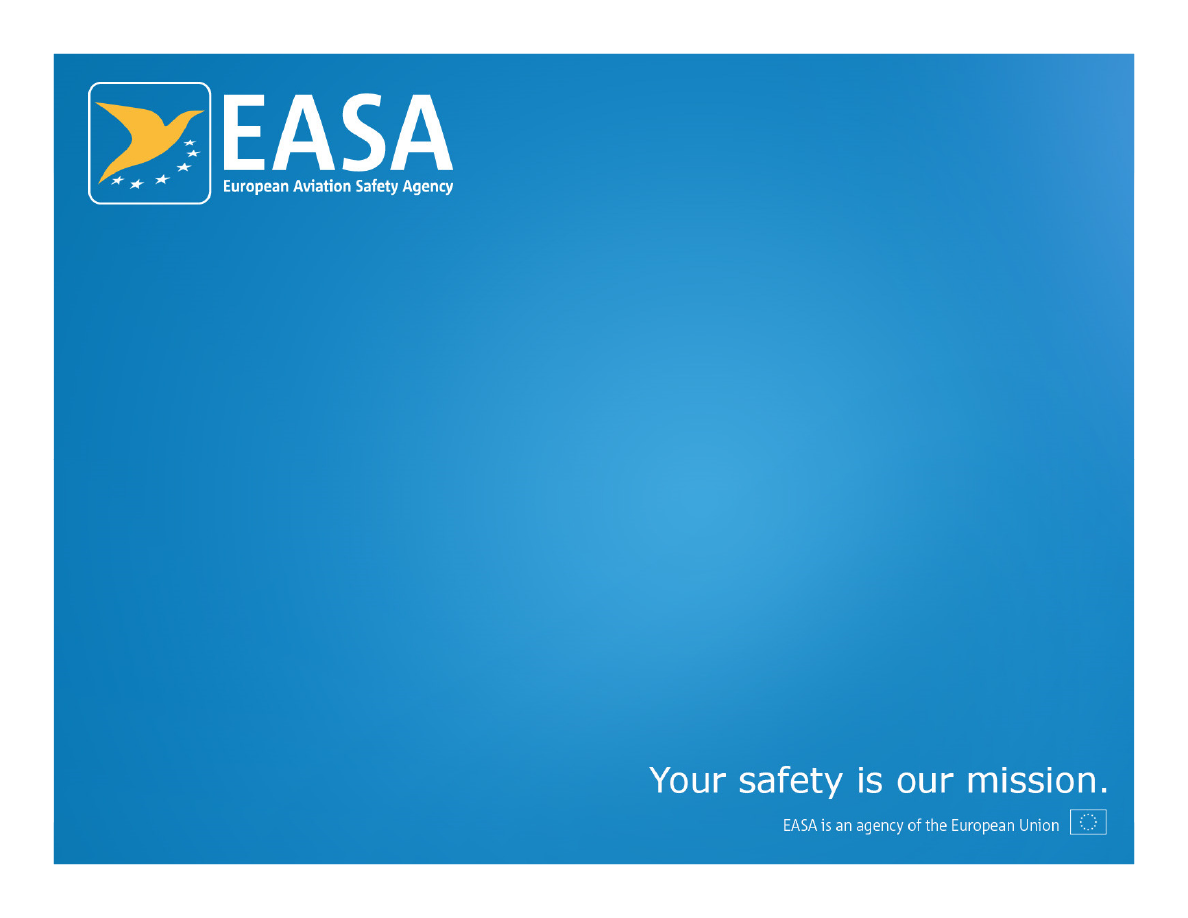 EASA
European Aviation Safety Agency
Your safety is our mission.
EASA is an agency of the European Union